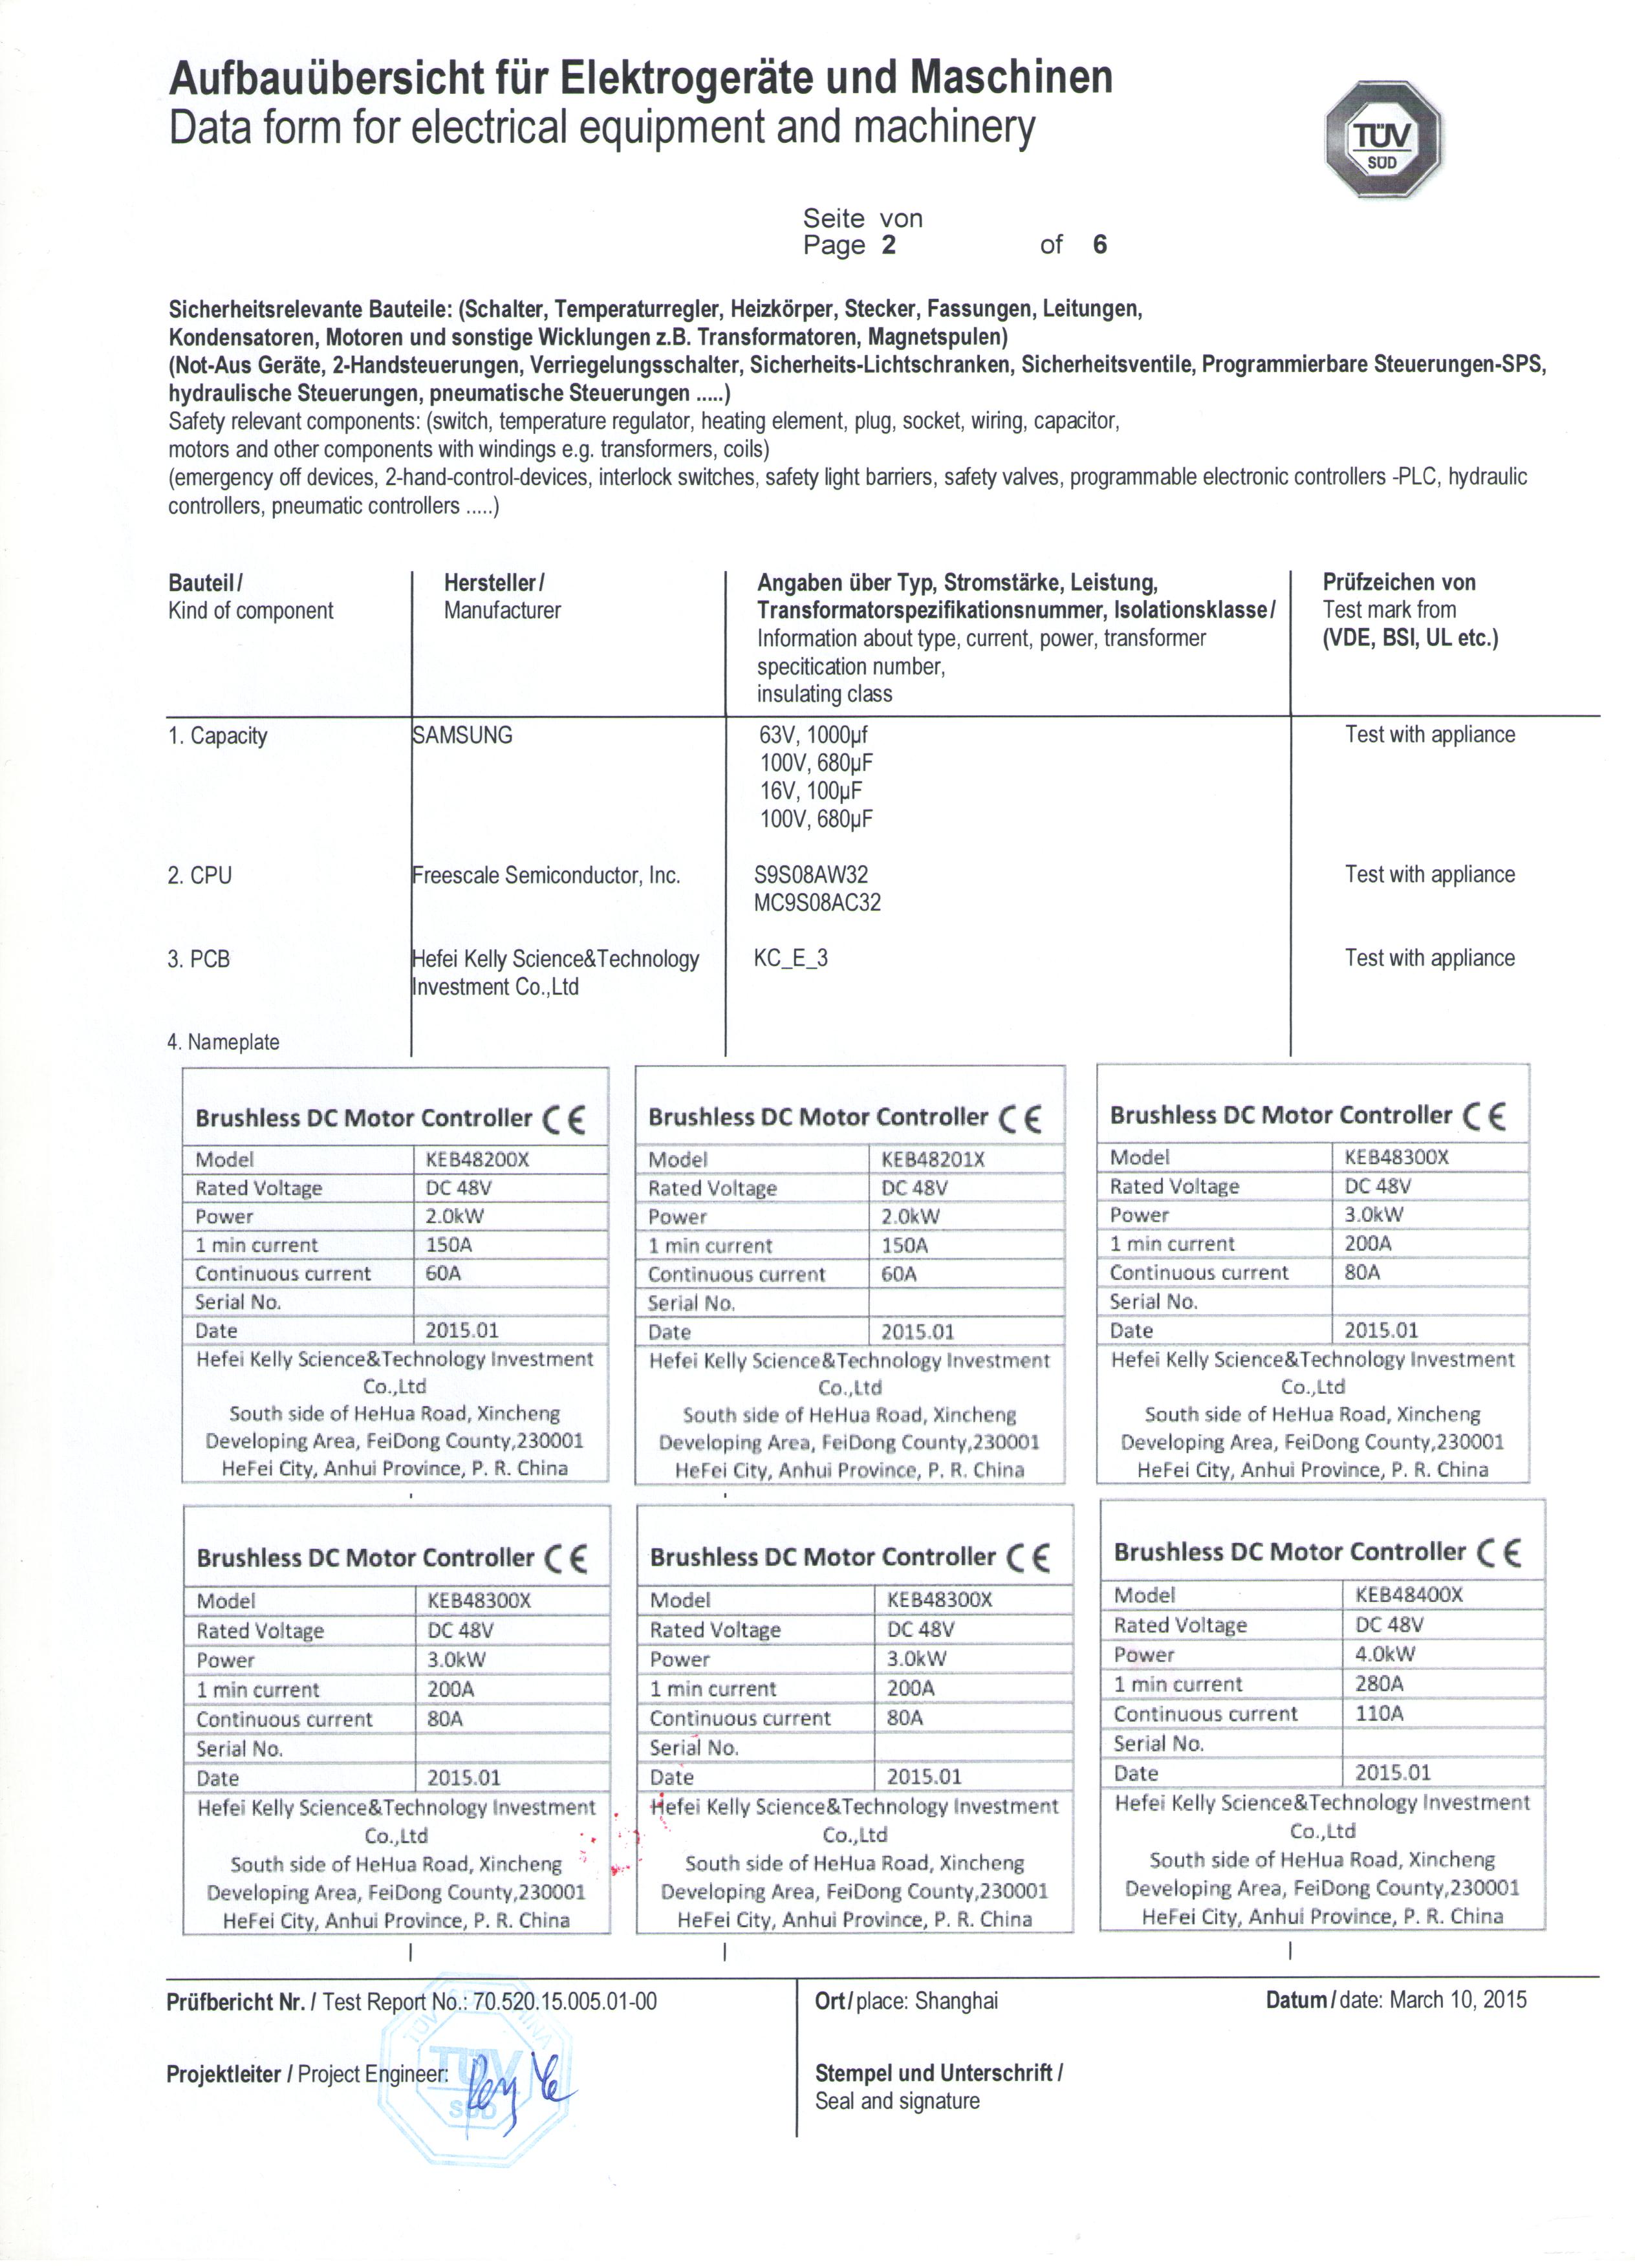 Aufbauübersicht für Elektrogeräte und Maschinen
Data form for electrical equipment and machinery
TÜV
SÜD
Seite von
Page 2 of 6
Sicherheitsrelevante Bauteile: (Schalter, Temperaturregler, Heizkörper, Stecker, Fassungen, Leitungen,
Kondensatoren, Motoren und sonstige Wicklungen z.B. Transformatoren, Magnetspulen)
(Not-Aus Geräte, 2-Handsteuerungen, Verriegelungsschalter, Sicherheits-Lichtschranken, Sicherheitsventile, Programmierbare Steuerungen-SPS,
hydraulische Steuerungen, pneumatische Steuerungen .....)
Safety relevant components: (switch, temperature regulator, heating element, plug, socket, wiring, capacitor,
motors and other components with windings e.g. transformers, coils)
(emergency off devices, 2-hand-control-devices, interlock switches, safety light barriers, safety valves, programmable electronic controllers -PLC, hydraulic
controllers, pneumatic controllers .....)
Bauteil /
Kind of component
Hersteller /
Manufacturer
Angaben über Typ, Stromstärke, Leistung,
Transformatorspezifikationsnummer, Isolationsklasse /
Information about type, current, power, transformer
specitication number,
insulating class
Prüfzeichen von
Test mark from
(VDE, BSI, UL etc.)
1. Capacity
SAMSUNG
63V, 1000µf
100V, 680µF
16V, 100µF
100V, 680µF
Test with appliance
2. CPU
Freescale Semiconductor, Inc.
S9S08AW32
MC9S08AC32
Test with appliance
3. PCB
Hefei Kelly Science&Technology
Investment Co.,Ltd
KC_E_3
Test with appliance
4. Nameplate
Brushless DC Motor Controller CE
Model KEB48200X
Rated Voltage DC 48V
Power 2.0kW
1 min current 150A
Continuous current 60A
Serial No.
Date 2015.01
Hefei Kelly Science&Technology Investment
Co.,Ltd
South side of HeHua Road, Xincheng
Developing Area, FeiDong County,230001
HeFei City, Anhui Province, P. R. China
Brushless DC Motor Controller CE
Model KEB48201X
Rated Voltage DC 48V
Power 2.0kW
1 min current 150A
Continuous current 60A
Serial No.
Date 2015.01
Hefei Kelly Science&Technology Investment
Co.,Ltd
South side of HeHua Road, Xincheng
Developing Area, FeiDong County,230001
HeFei City, Anhui Province, P. R. China
Brushless DC Motor Controller CE
Model KEB48300X
Rated Voltage DC 48V
Power 3.0kW
1 min current 200A
Continuous current 80A
Serial No.
Date 2015.01
Hefei Kelly Science&Technology Investment
Co.,Ltd
South side of HeHua Road, Xincheng
Developing Area, FeiDong County,230001
HeFei City, Anhui Province, P. R. China
Brushless DC Motor Controller CE
Model KEB48300X
Rated Voltage DC 48V
Power 3.0kW
1 min current 200A
Continuous current 80A
Serial No.
Date 2015.01
Hefei Kelly Science&Technology Investment
Co.,Ltd
South side of HeHua Road, Xincheng
Developing Area, FeiDong County,230001
HeFei City, Anhui Province, P. R. China
Brushless DC Motor Controller CE
Model KEB48300X
Rated Voltage DC 48V
Power 3.0kW
1 min current 200A
Continuous current 80A
Serial No.
Date 2015.01
Hefei Kelly Science&Technology Investment
Co.,Ltd
South side of HeHua Road, Xincheng
Developing Area, FeiDong County,230001
HeFei City, Anhui Province, P. R. China
Brushless DC Motor Controller CE
Model KEB48400X
Rated Voltage DC 48V
Power 4.0kW
1 min current 280A
Continuous current 110A
Serial No.
Date 2015.01
Hefei Kelly Science&Technology Investment
Co.,Ltd
South side of HeHua Road, Xincheng
Developing Area, FeiDong County,230001
HeFei City, Anhui Province, P. R. China
Prüfbericht Nr. / Test Report No.: 70.520.15.005.01-00
Ort / place: Shanghai
Datum / date: March 10, 2015
Projektleiter / Project Engineer:
TÜV
SÜD
Stempel und Unterschrift /
Seal and signature